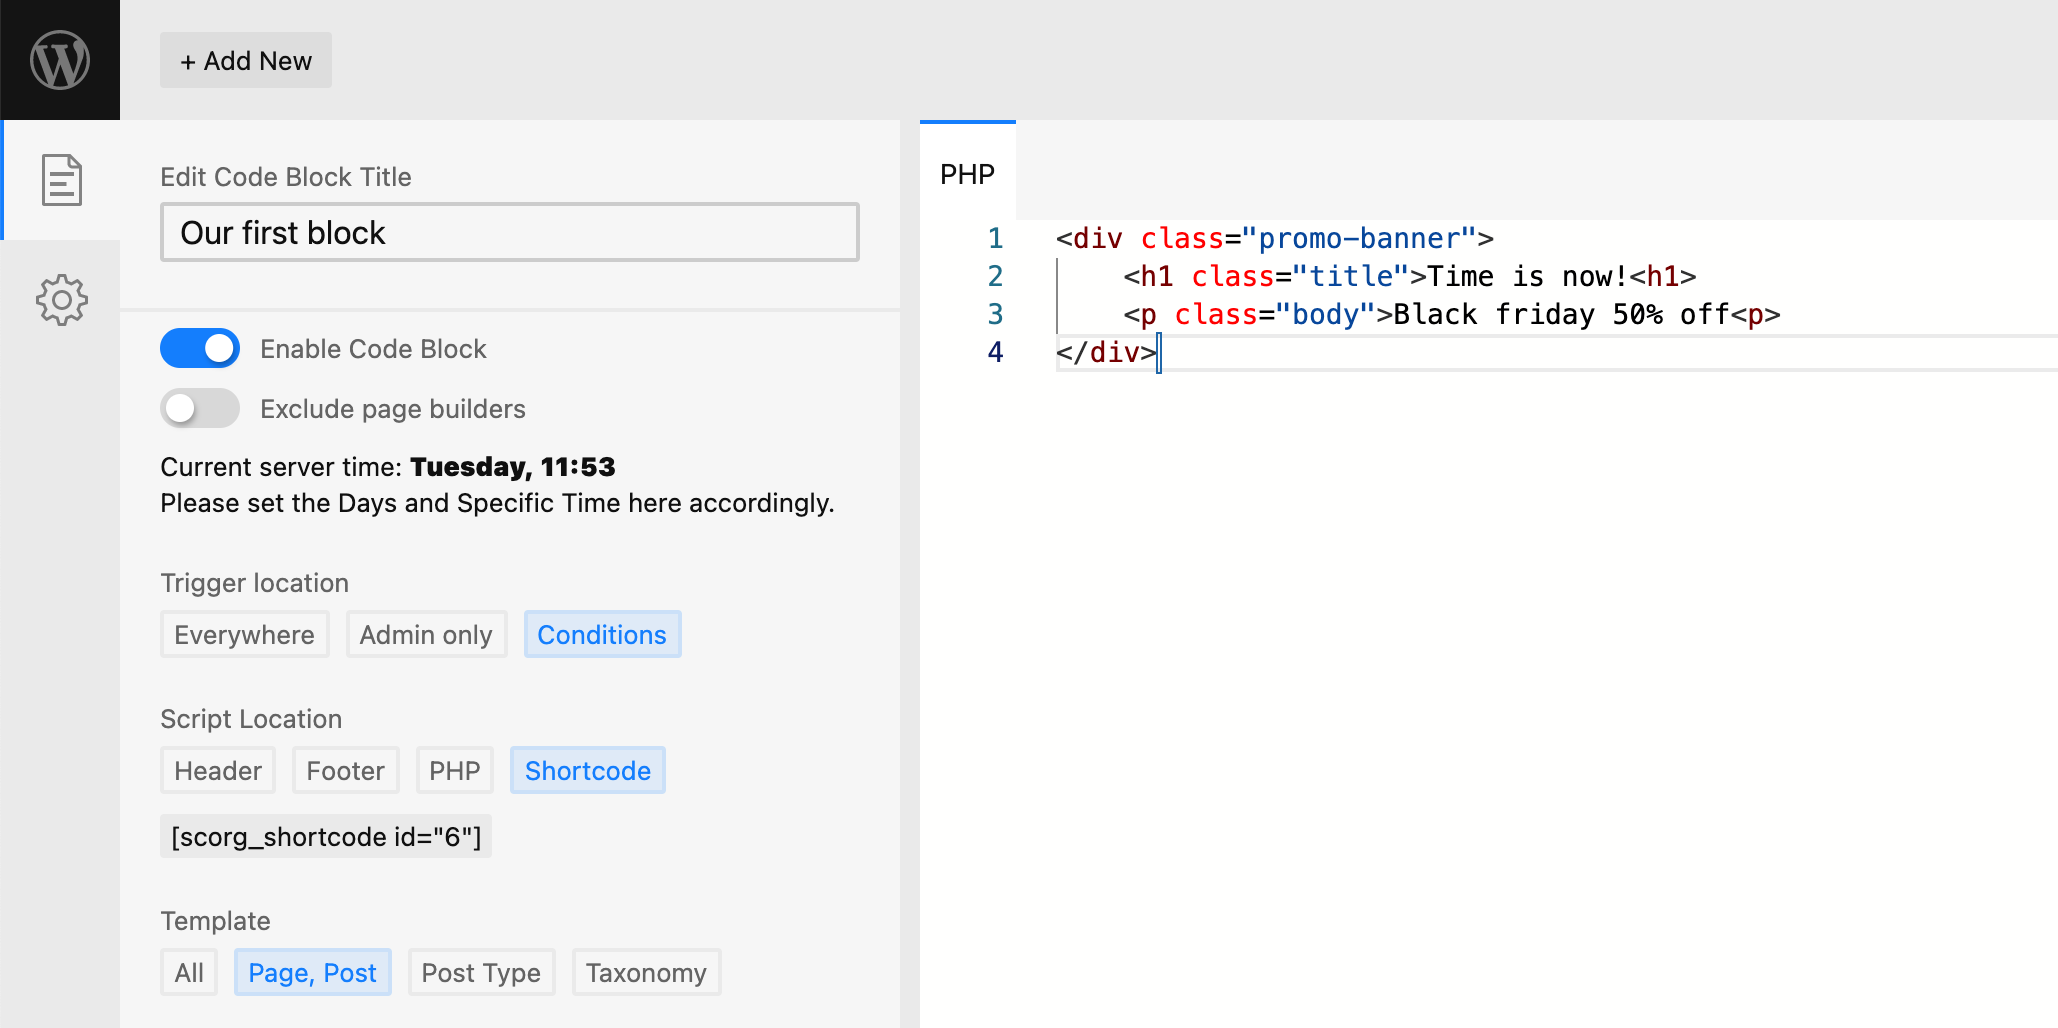 + Add New
Edit Code Block Title
Our first block
Enable Code Block
Exclude page builders
Current server time: Tuesday, 11:53
Please set the Days and Specific Time here accordingly.
Trigger location
Everywhere Admin only Conditions
Script Location
Header Footer PHP Shortcode
[scorg_shortcode id="6"]
Template
All Page, Post Post Type Taxonomy
PHP
1 <div class="promo-banner">
2     <h1 class="title">Time is now!<h1>
3     <p class="body">Black friday 50% off<p>
4 </div>